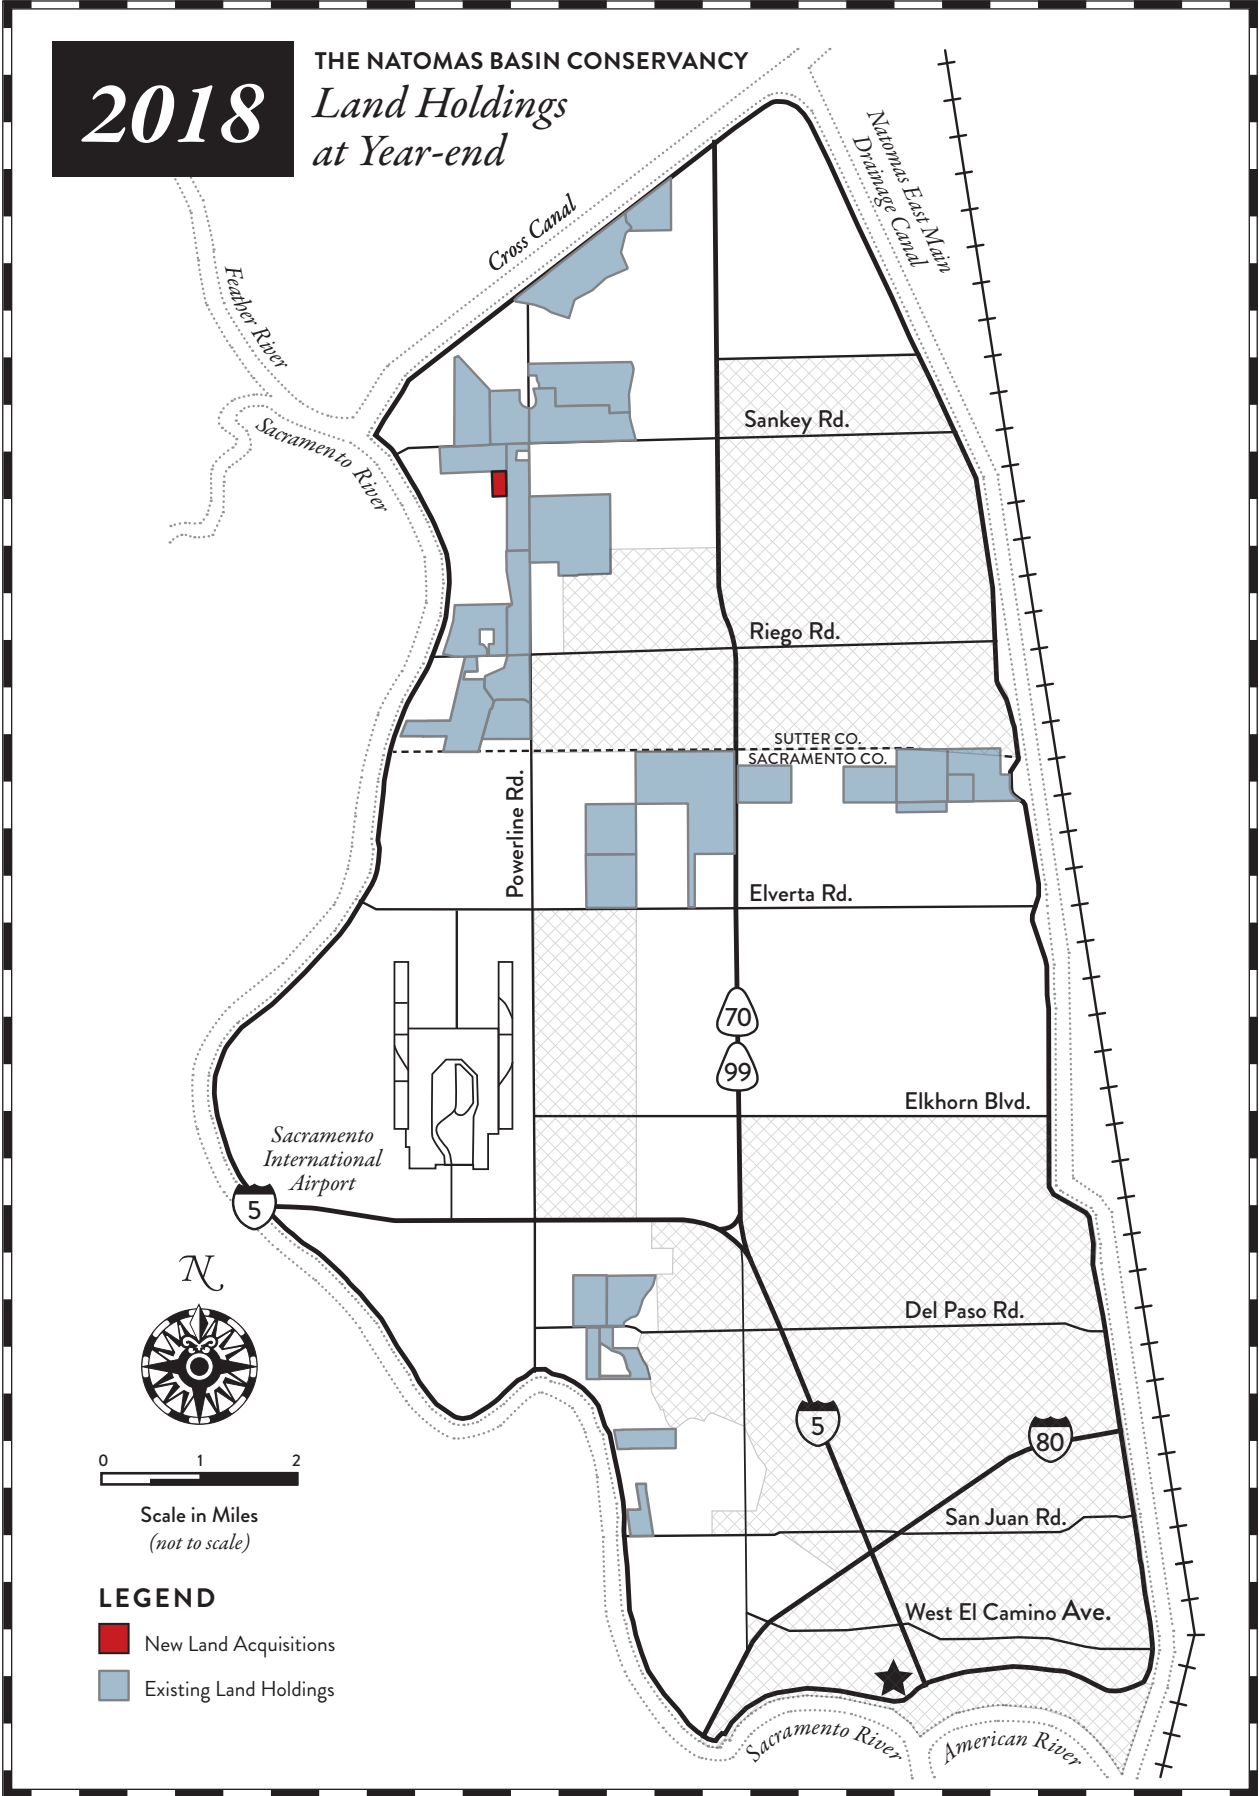 2018
THE NATOMAS BASIN CONSERVANCY
Land Holdings
at Year-end
Natomas East Main
Drainage Canal
Cross Canal
Feather River
Sacramento River
Sankey Rd.
Riego Rd.
SUTTER CO.
SACRAMENTO CO.
Powerline Rd.
Elverta Rd.
70
99
Elkhorn Blvd.
Sacramento
International
Airport
5
N
Del Paso Rd.
5
80
0 1 2
Scale in Miles
(not to scale)
San Juan Rd.
LEGEND
New Land Acquisitions
Existing Land Holdings
West El Camino Ave.
Sacramento River
American River